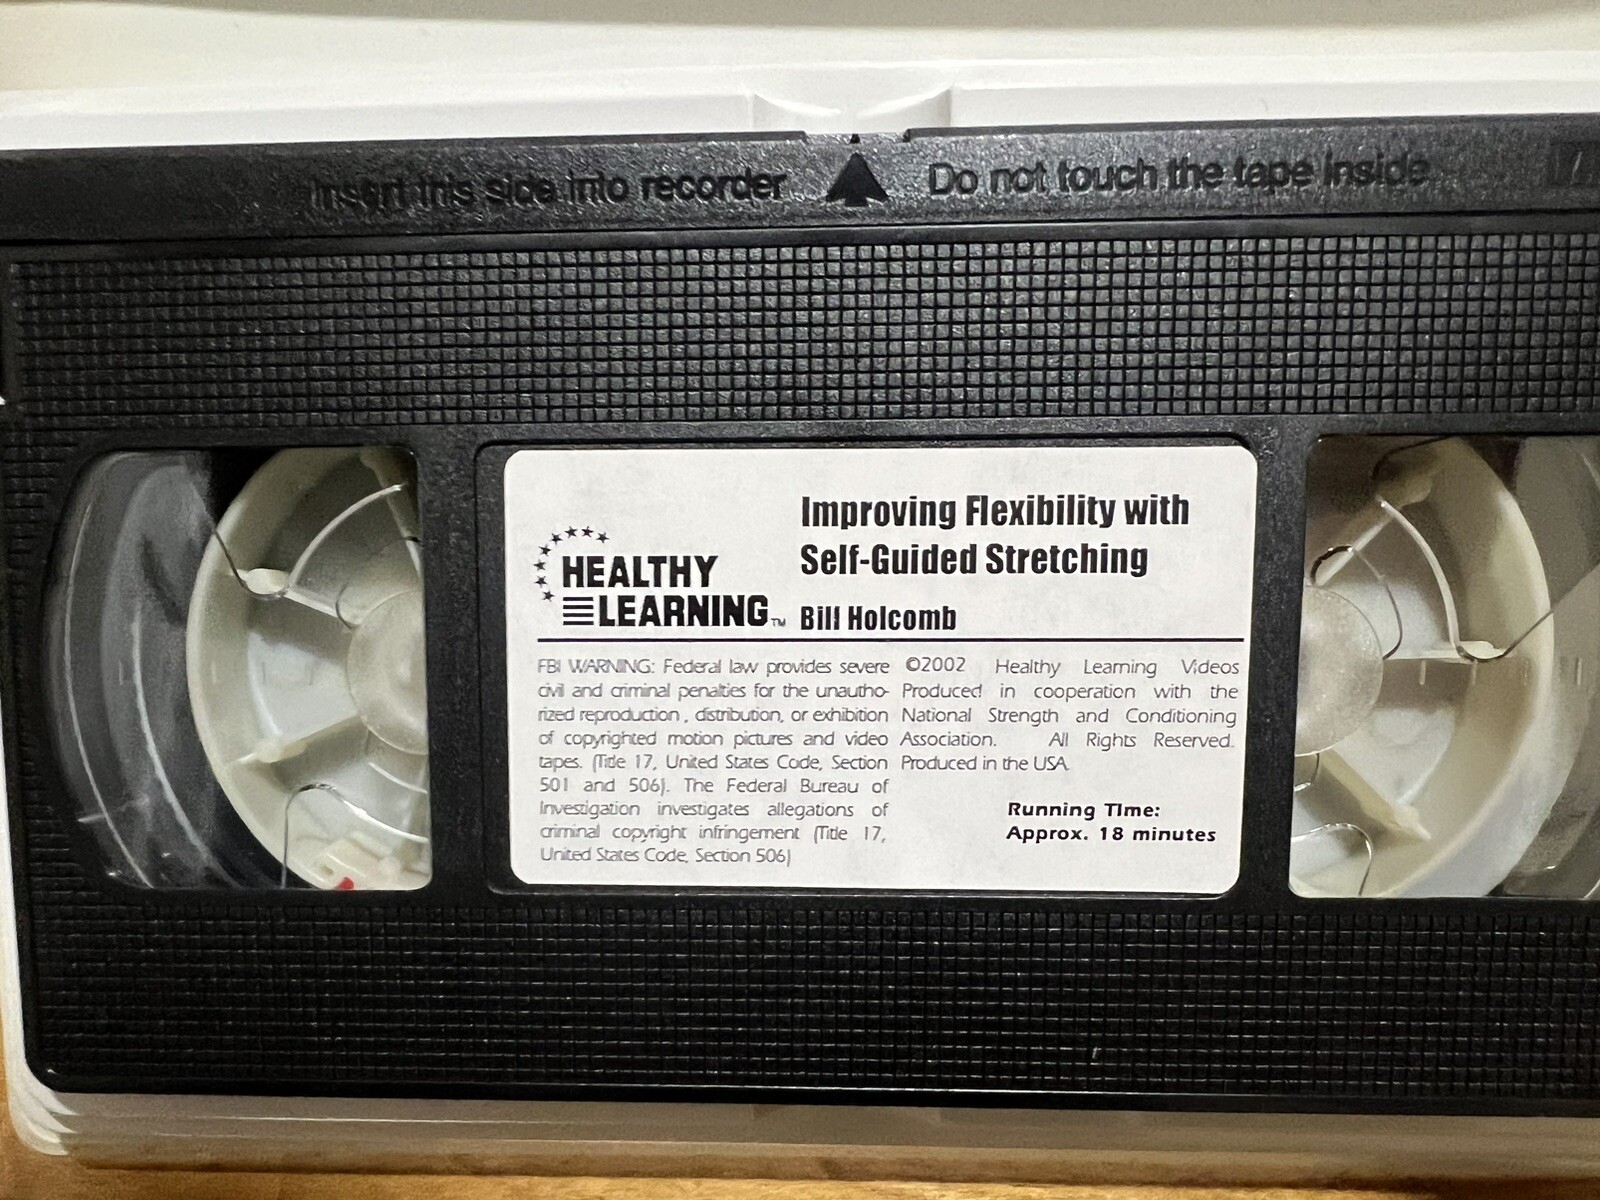 Insert this side into recorder Do not touch the tape inside
Improving Flexibility with
Self-Guided Stretching
HEALTHY
LEARNING™ Bill Holcomb
FBI WARNING: Federal law provides severe
civil and criminal penalties for the unautho-
rized reproduction, distribution, or exhibition
of copyrighted motion pictures and video
tapes. (Title 17, United States Code, Section
501 and 506). The Federal Bureau of
Investigation investigates allegations of
criminal copyright infringement (Title 17,
United States Code, Section 506)
©2002 Healthy Learning Videos
Produced in cooperation with the
National Strength and Conditioning
Association. All Rights Reserved.
Produced in the USA
Running Time:
Approx. 18 minutes